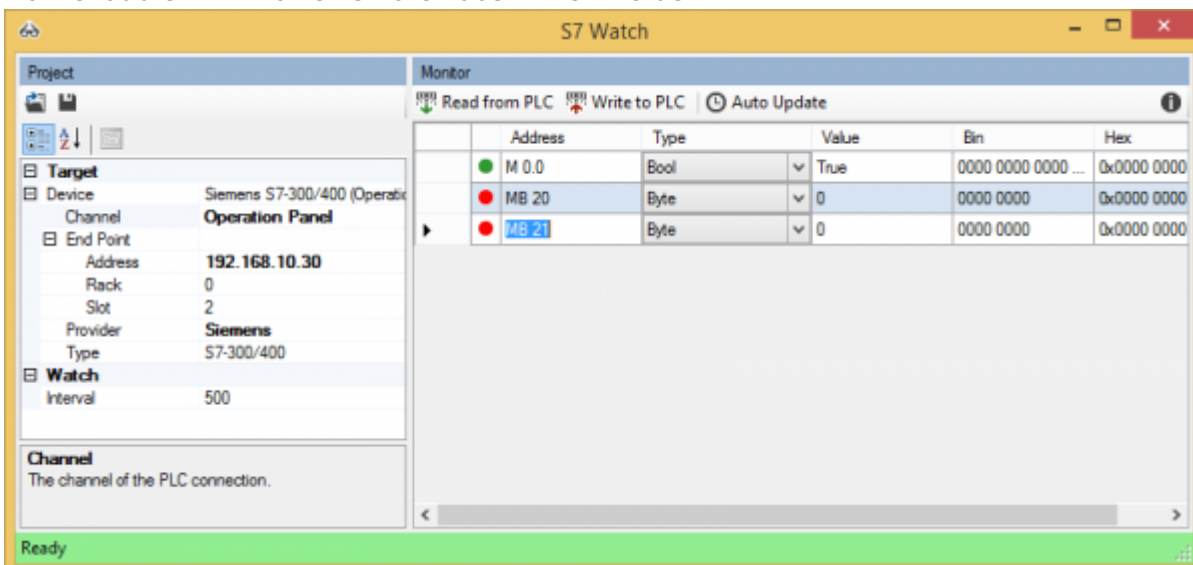 S7 Watch
Project
Target
Device Siemens S7-300/400 (Operatio
Channel Operation Panel
End Point
Address 192.168.10.30
Rack 0
Slot 2
Provider Siemens
Type S7-300/400
Watch
Interval 500
Channel
The channel of the PLC connection.
Monitor
Read from PLC Write to PLC Auto Update
Address Type Value Bin Hex
M 0.0 Bool True 0000 0000 0000 ... 0x0000 0000
MB 20 Byte 0 0000 0000 0x0000 0000
MB 21 Byte 0 0000 0000 0x0000 0000
Ready